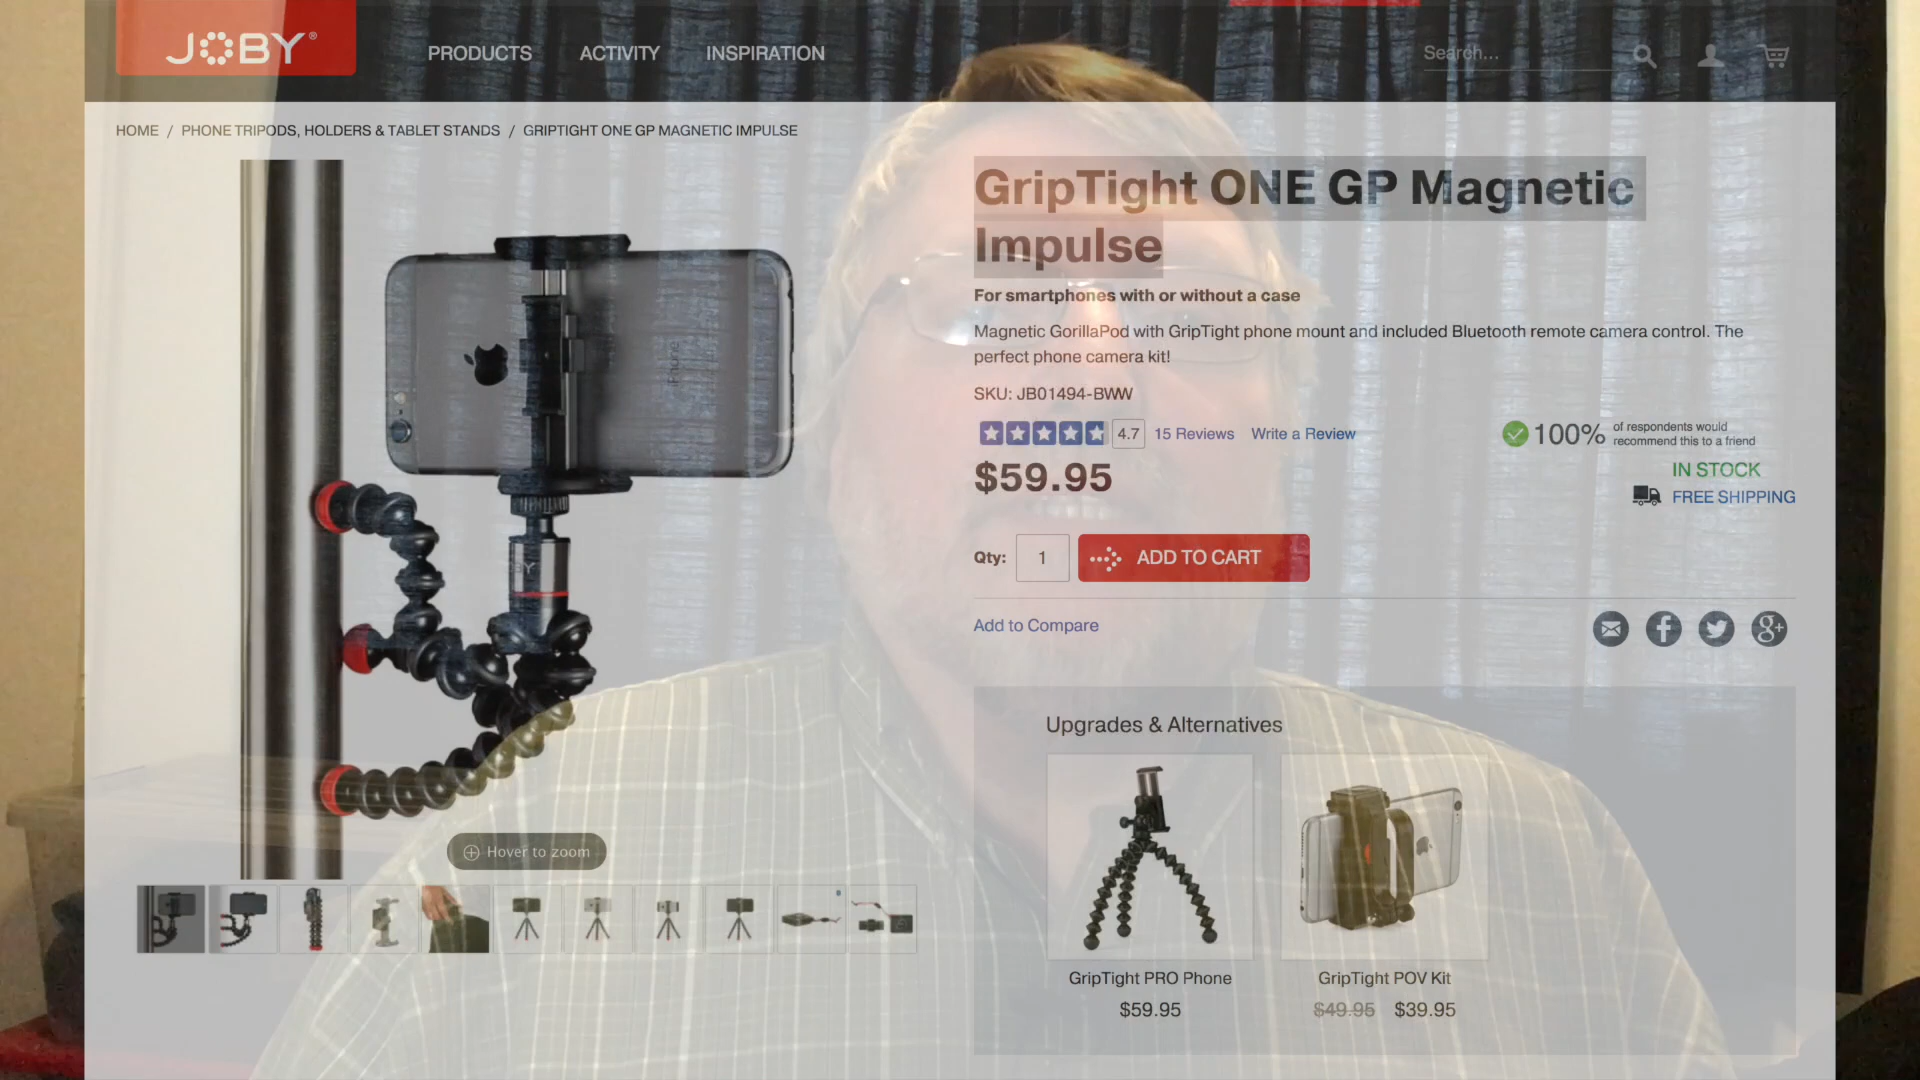 JOBY®
PRODUCTS
ACTIVITY
INSPIRATION
Search...
HOME / PHONE TRIPODS, HOLDERS & TABLET STANDS / GRIPTIGHT ONE GP MAGNETIC IMPULSE
GripTight ONE GP Magnetic
Impulse
For smartphones with or without a case
Magnetic GorillaPod with GripTight phone mount and included Bluetooth remote camera control. The
perfect phone camera kit!
SKU: JB01494-BWW
4.7 15 Reviews Write a Review
100% of respondents would
recommend this to a friend
$59.95
IN STOCK
FREE SHIPPING
Qty: 1 ADD TO CART
Add to Compare
g+
iPhone
Hover to zoom
Upgrades & Alternatives
GripTight PRO Phone
$59.95
GripTight POV Kit
$49.95 $39.95